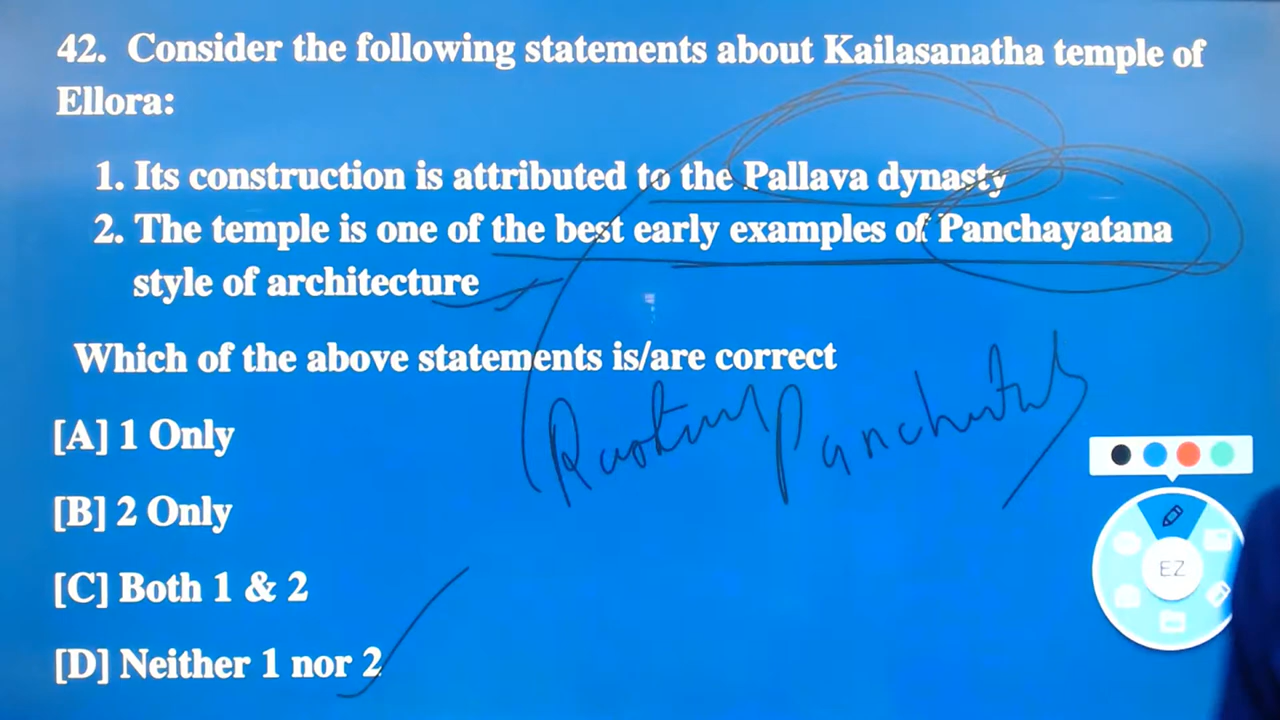 42. Consider the following statements about Kailasanatha temple of
Ellora:
1. Its construction is attributed to the Pallava dynasty
2. The temple is one of the best early examples of Panchayatana
style of architecture
Which of the above statements is/are correct
[A] 1 Only
[B] 2 Only
[C] Both 1 & 2
[D] Neither 1 nor 2
EZ